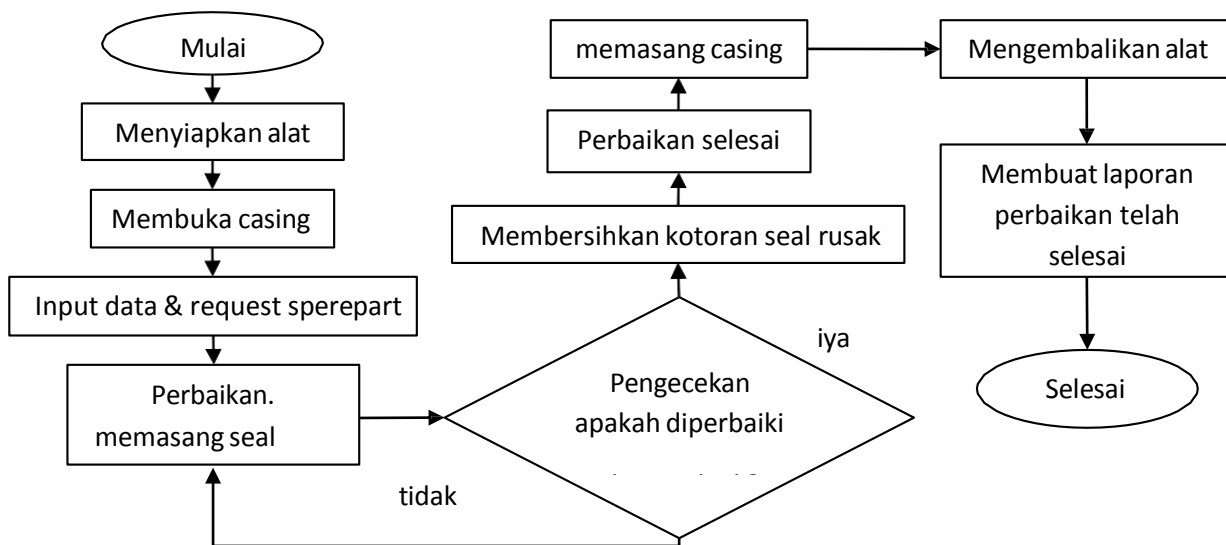 Mulai
Menyiapkan alat
Membuka casing
Input data & request sperepart
Perbaikan.
memasang seal
Pengecekan
apakah diperbaiki
tidak
iya
Membersihkan kotoran seal rusak
Perbaikan selesai
memasang casing
Mengembalikan alat
Membuat laporan
perbaikan telah
selesai
Selesai